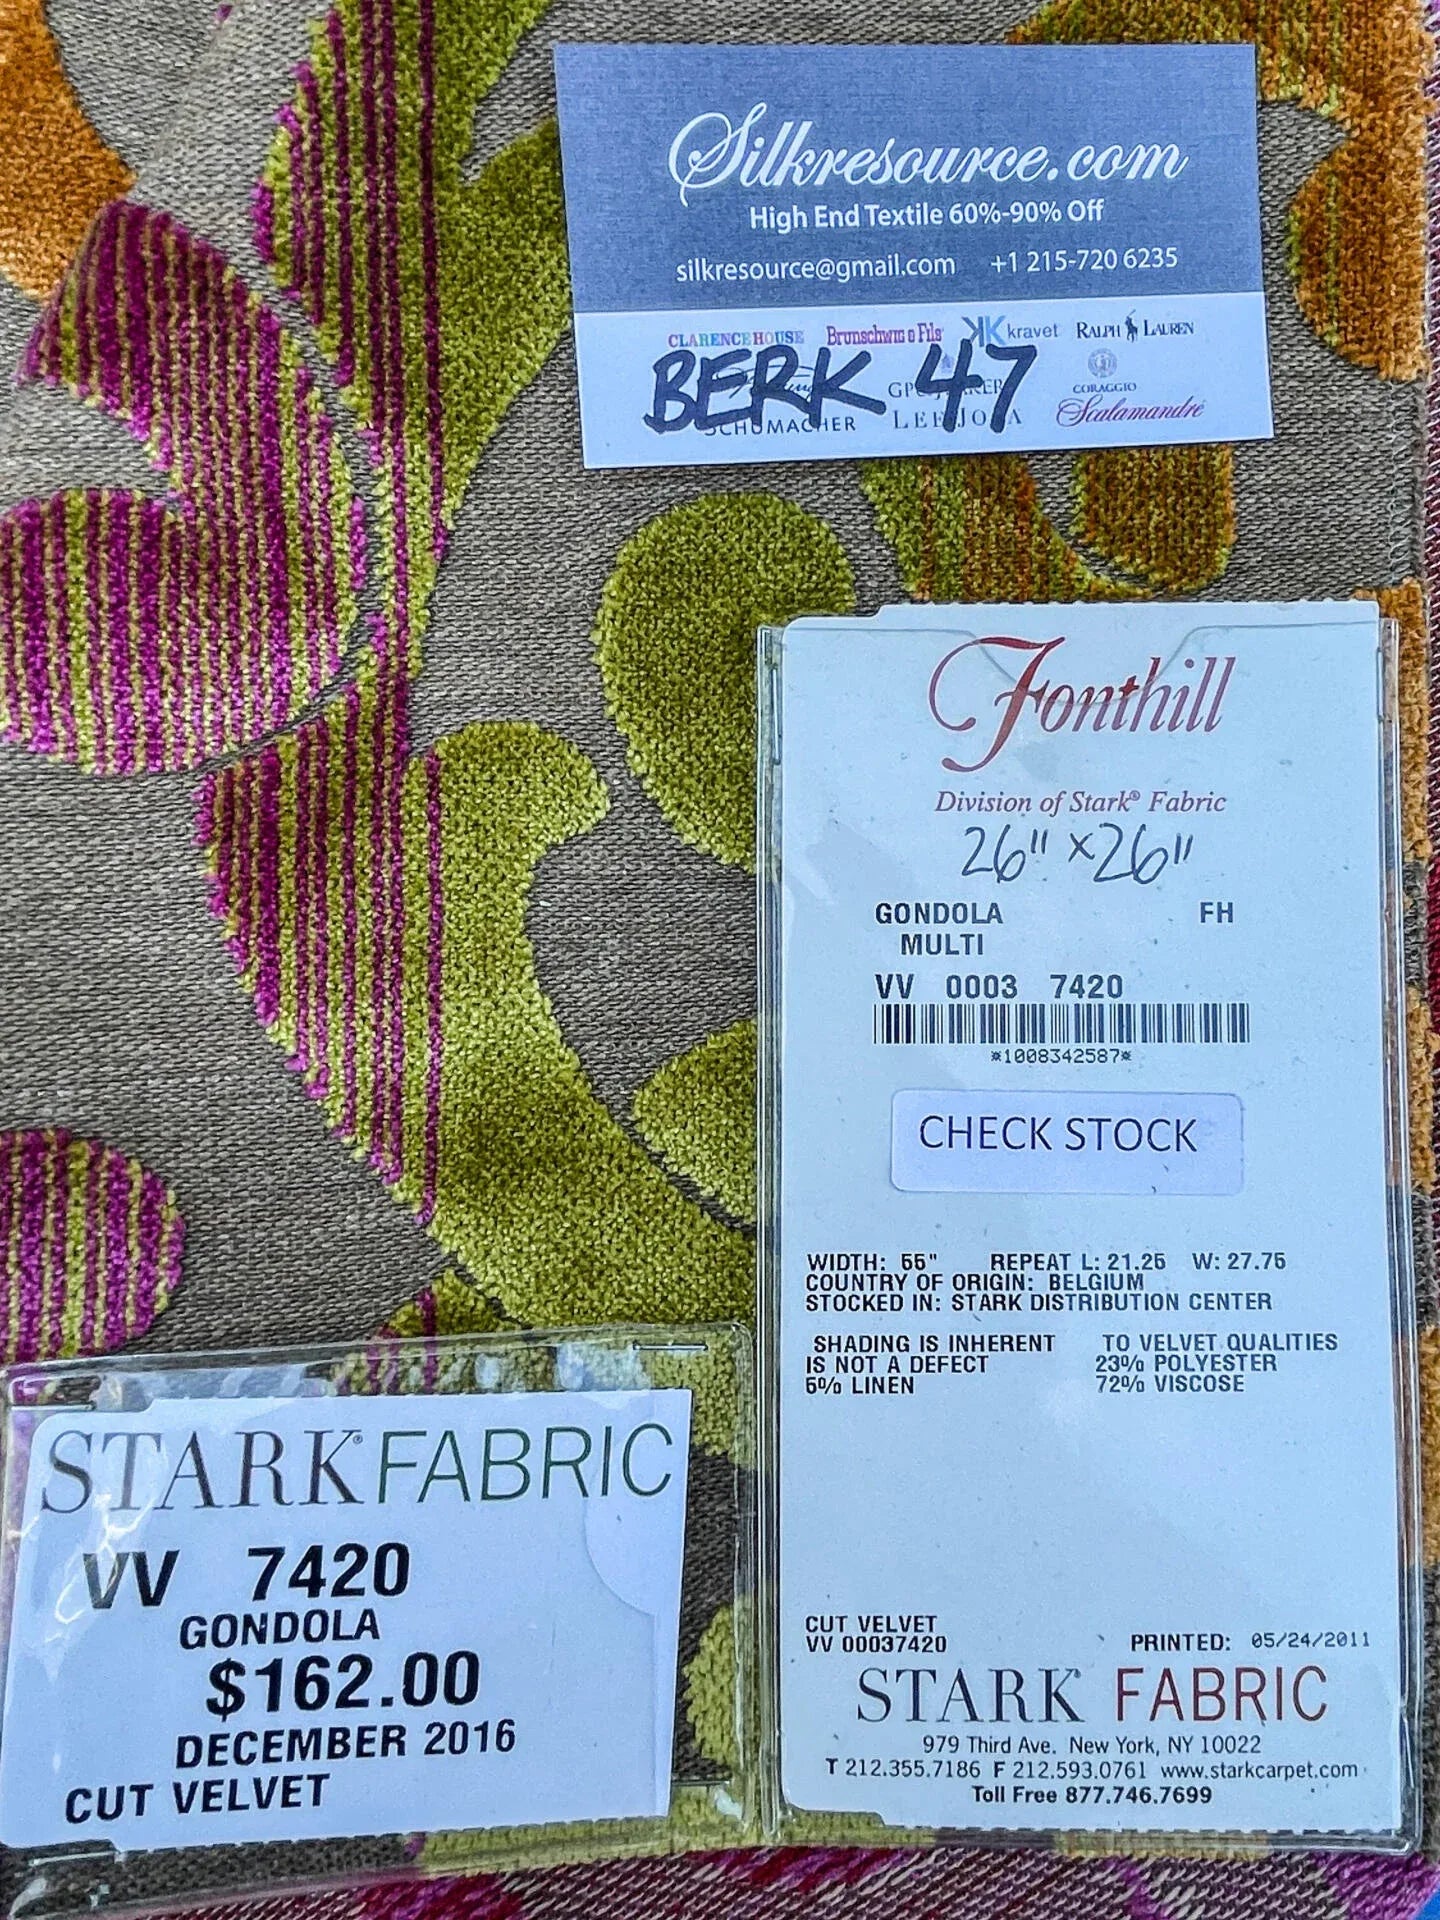 Silkresource.com
High End Textile 60%-90% Off
silkresource@gmail.com +1 215-720 6235
CLARENCE HOUSE Brunschwig & Fils kravet RALPH LAUREN
BERK 47
CORAGGIO
SCHUMACHER LEE JOFA Scalamandré
Fonthill
Division of Stark® Fabric
26" x 26"
GONDOLA FH
MULTI
VV 0003 7420
*1008342587*
CHECK STOCK
WIDTH: 55" REPEAT L: 21.25 W: 27.75
COUNTRY OF ORIGIN: BELGIUM
STOCKED IN: STARK DISTRIBUTION CENTER
SHADING IS INHERENT TO VELVET QUALITIES
IS NOT A DEFECT 23% POLYESTER
5% LINEN 72% VISCOSE
CUT VELVET
VV 00037420 PRINTED: 05/24/2011
STARK FABRIC
979 Third Ave. New York, NY 10022
T 212.355.7186 F 212.593.0761 www.starkcarpet.com
Toll Free 877.746.7699
STARK® FABRIC
VV 7420
GONDOLA
$162.00
DECEMBER 2016
CUT VELVET